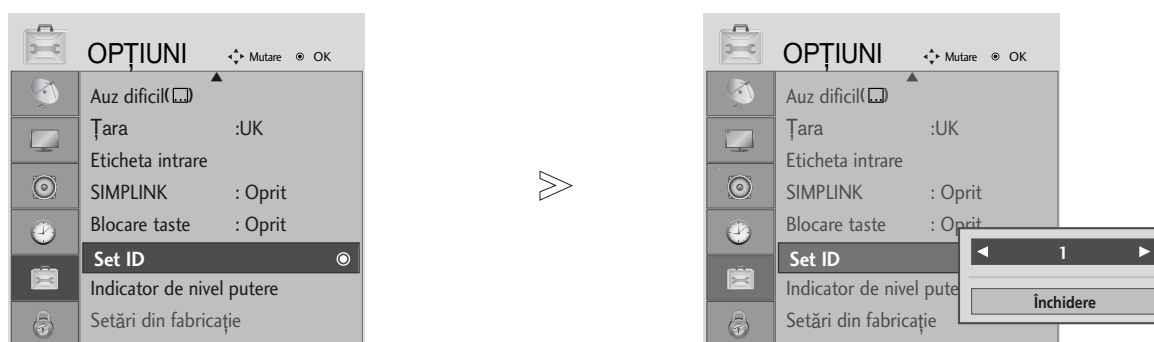 OPȚIUNI Mutare OK
Auz dificil
Țara :UK
Eticheta intrare
SIMPLINK : Oprit
Blocare taste : Oprit
Set ID
Indicator de nivel putere
Setări din fabricație
OPȚIUNI Mutare OK
Auz dificil
Țara :UK
Eticheta intrare
SIMPLINK : Oprit
Blocare taste : Oprit
Set ID
Indicator de nivel pute
Setări din fabricație
1
Închidere